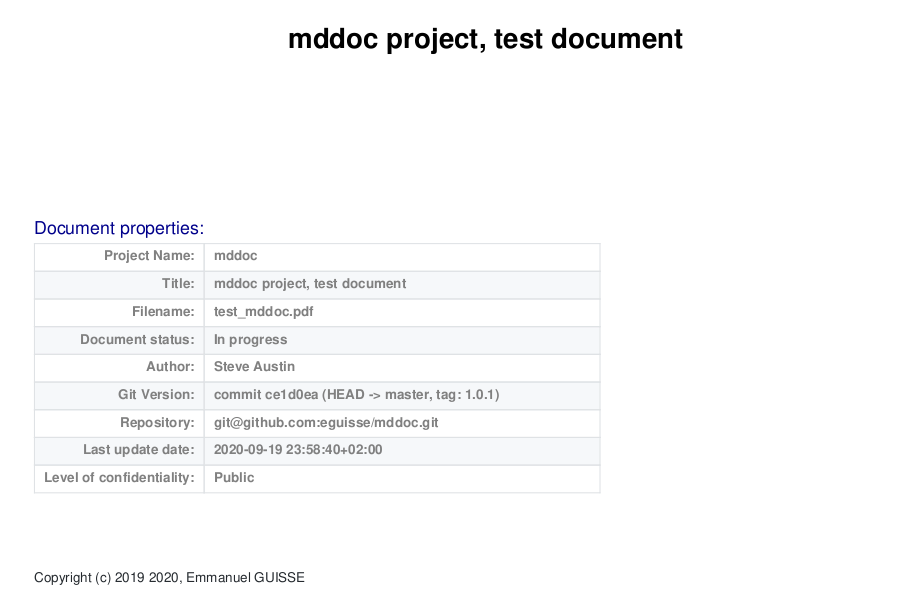 mddoc project, test document
Document properties:
Project Name: mddoc
Title: mddoc project, test document
Filename: test_mddoc.pdf
Document status: In progress
Author: Steve Austin
Git Version: commit ce1d0ea (HEAD -> master, tag: 1.0.1)
Repository: git@github.com:eguisse/mddoc.git
Last update date: 2020-09-19 23:58:40+02:00
Level of confidentiality: Public
Copyright (c) 2019 2020, Emmanuel GUISSE